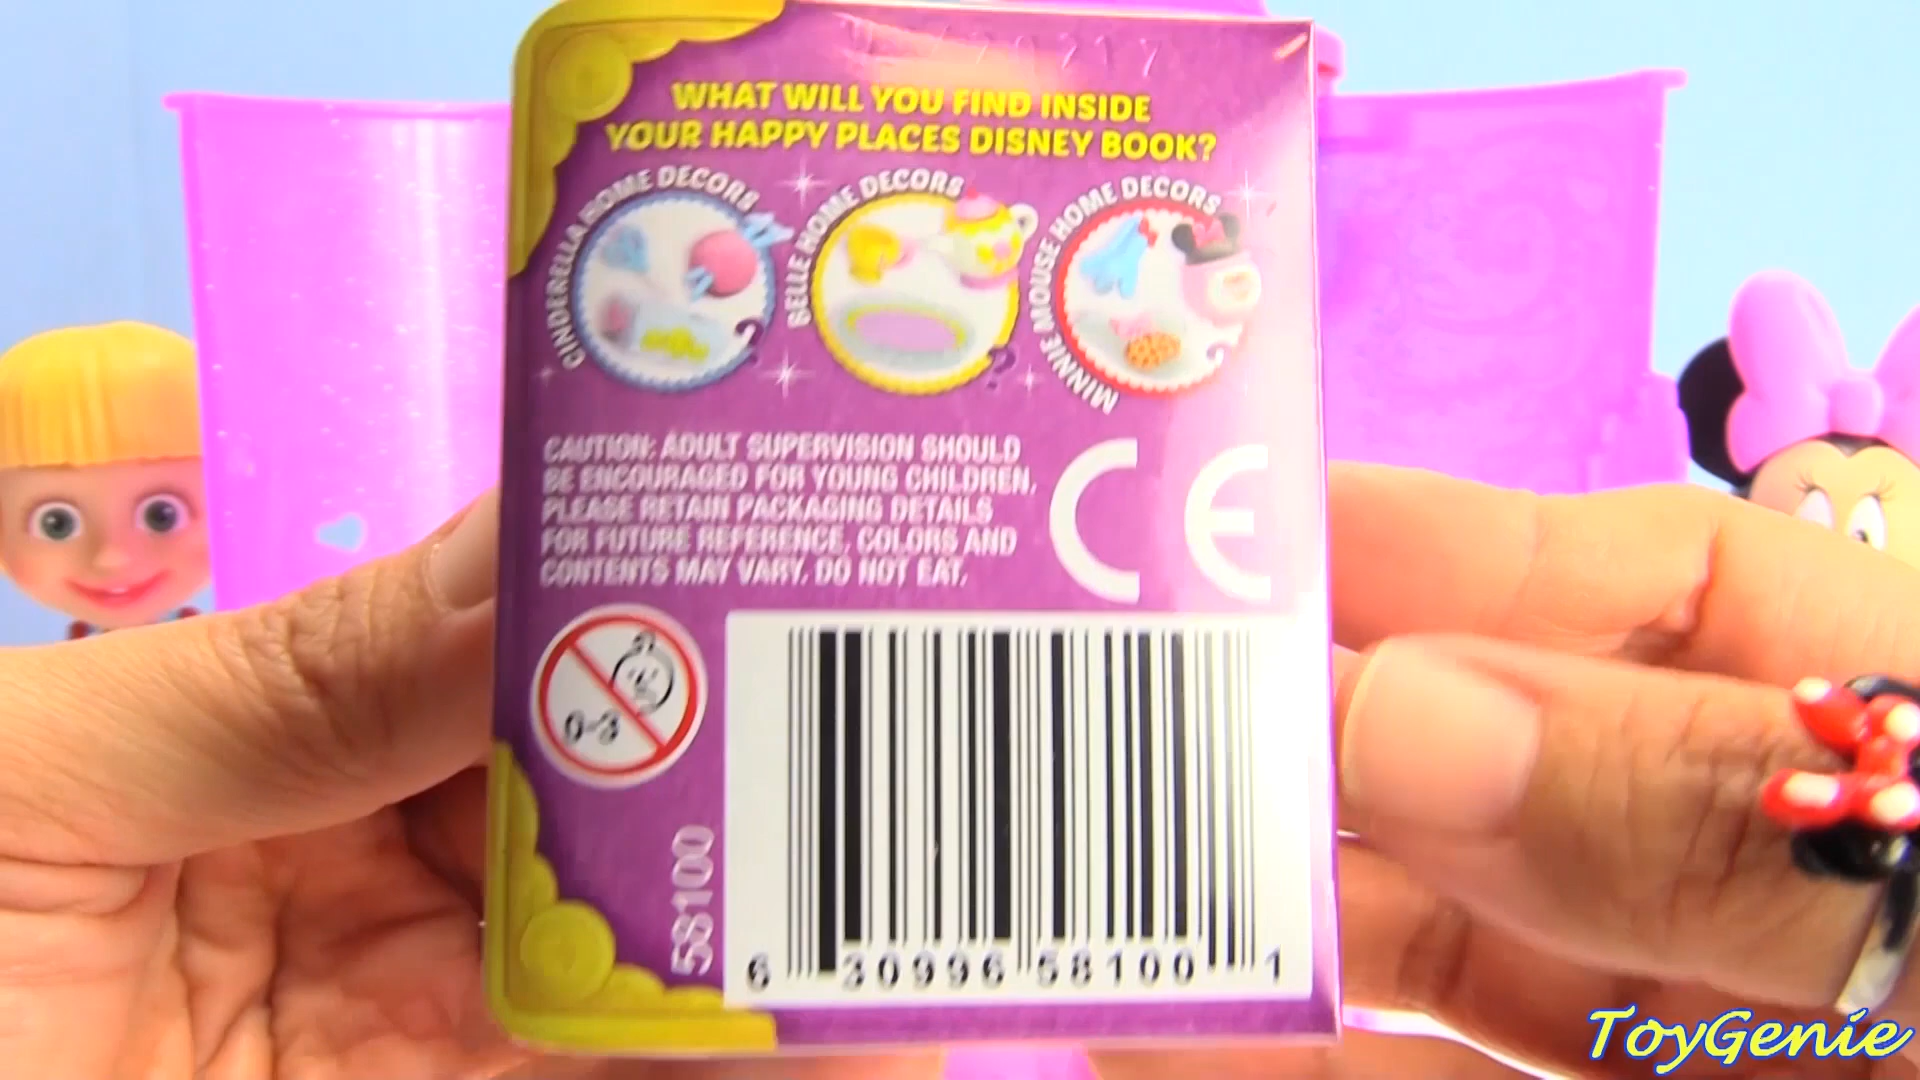 WHAT WILL YOU FIND INSIDE
YOUR HAPPY PLACES DISNEY BOOK?
CINDERELLA HOME DECORS
BELLE HOME DECORS
MINNIE MOUSE HOME DECORS
CAUTION: ADULT SUPERVISION SHOULD
BE ENCOURAGED FOR YOUNG CHILDREN.
PLEASE RETAIN PACKAGING DETAILS
FOR FUTURE REFERENCE. COLORS AND
CONTENTS MAY VARY. DO NOT EAT.
CE
0-3
58100
6 30996 58100 1
ToyGenie